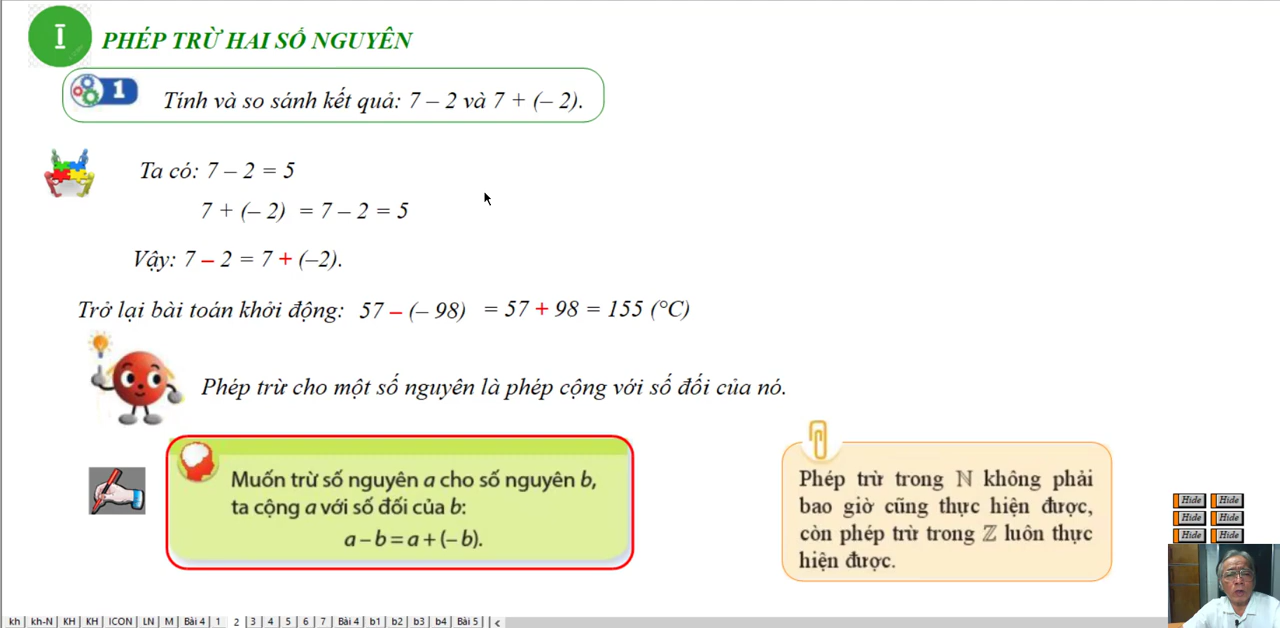 I PHÉP TRỪ HAI SỐ NGUYÊN
1 Tính và so sánh kết quả: 7 – 2 và 7 + (– 2).
Ta có: 7 – 2 = 5
7 + (– 2) = 7 – 2 = 5
Vậy: 7 – 2 = 7 + (–2).
Trở lại bài toán khởi động: 57 – (– 98) = 57 + 98 = 155 (°C)
Phép trừ cho một số nguyên là phép cộng với số đối của nó.
Muốn trừ số nguyên a cho số nguyên b,
ta cộng a với số đối của b:
a – b = a + (– b).
Phép trừ trong ℕ không phải
bao giờ cũng thực hiện được,
còn phép trừ trong ℤ luôn thực
hiện được.
Hide Hide
Hide Hide
Hide Hide
kh | kh-N | KH | KH | ICON | LN | M | Bài 4 | 1 2 | 3 | 4 | 5 | 6 | 7 | Bài 4 | b1 | b2 | b3 | b4 | Bài 5 | | <